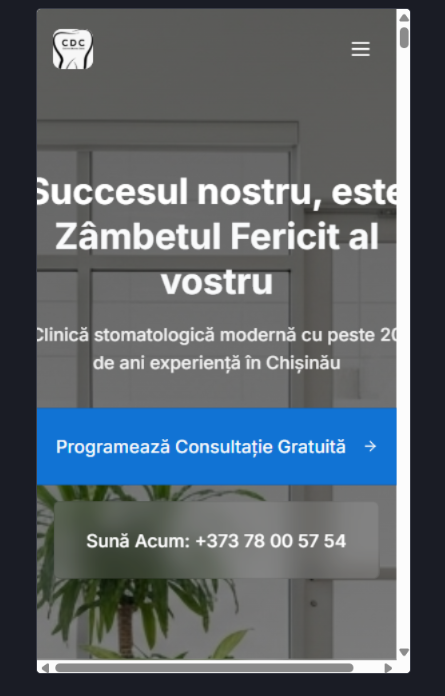 CDC
Succesul nostru, este
Zâmbetul Fericit al
vostru
Clinică stomatologică modernă cu peste 20
de ani experiență în Chișinău
Programează Consultație Gratuită →
Sună Acum: +373 78 00 57 54